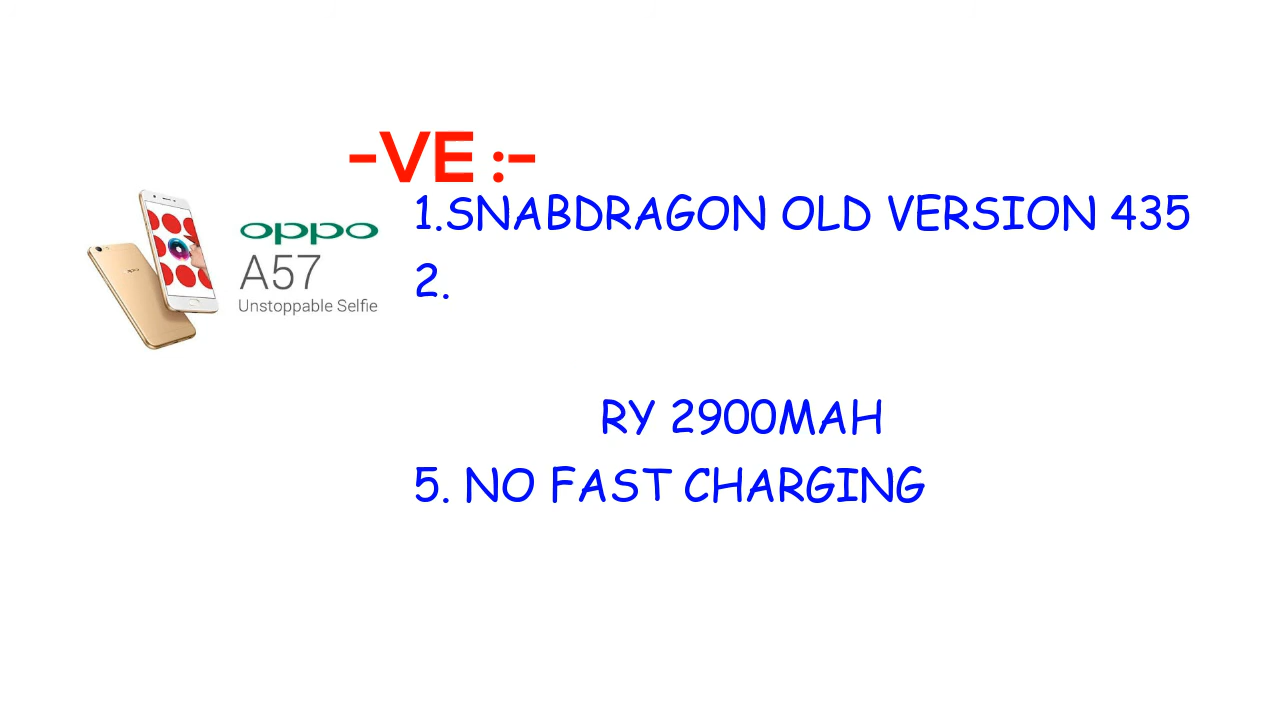 -VE :-
1.SNABDRAGON OLD VERSION 435
oppo
A57
2.
Unstoppable Selfie
RY 2900MAH
5. NO FAST CHARGING